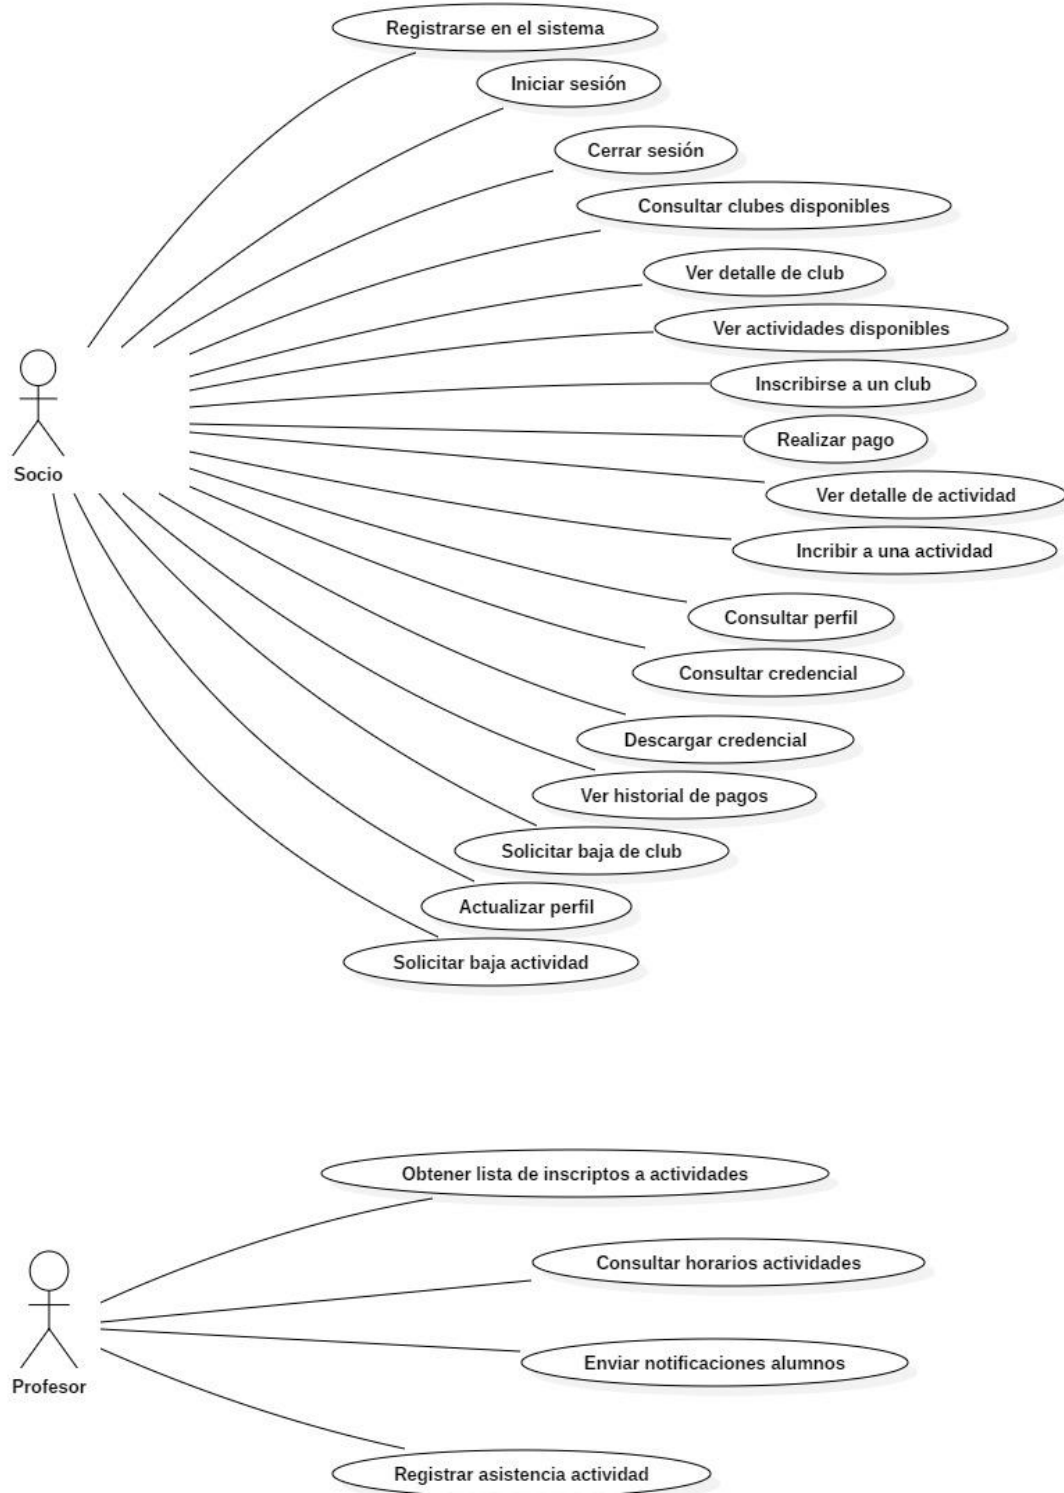 Registrarse en el sistema
Iniciar sesión
Cerrar sesión
Consultar clubes disponibles
Ver detalle de club
Ver actividades disponibles
Inscribirse a un club
Realizar pago
Socio
Ver detalle de actividad
Incribir a una actividad
Consultar perfil
Consultar credencial
Descargar credencial
Ver historial de pagos
Solicitar baja de club
Actualizar perfil
Solicitar baja actividad
Obtener lista de inscriptos a actividades
Consultar horarios actividades
Enviar notificaciones alumnos
Profesor
Registrar asistencia actividad